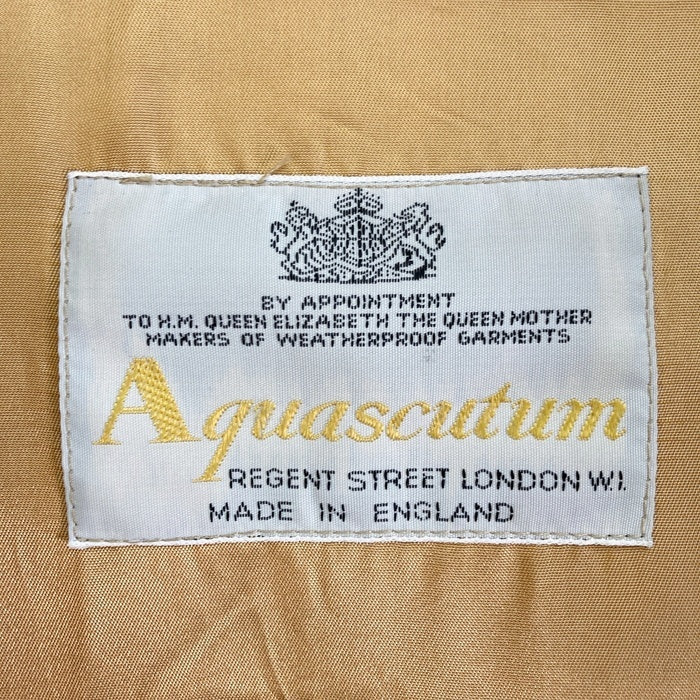 BY APPOINTMENT
TO H.M. QUEEN ELIZABETH THE QUEEN MOTHER
MAKERS OF WEATHERPROOF GARMENTS
Aquascutum
REGENT STREET LONDON W.I.
MADE IN ENGLAND